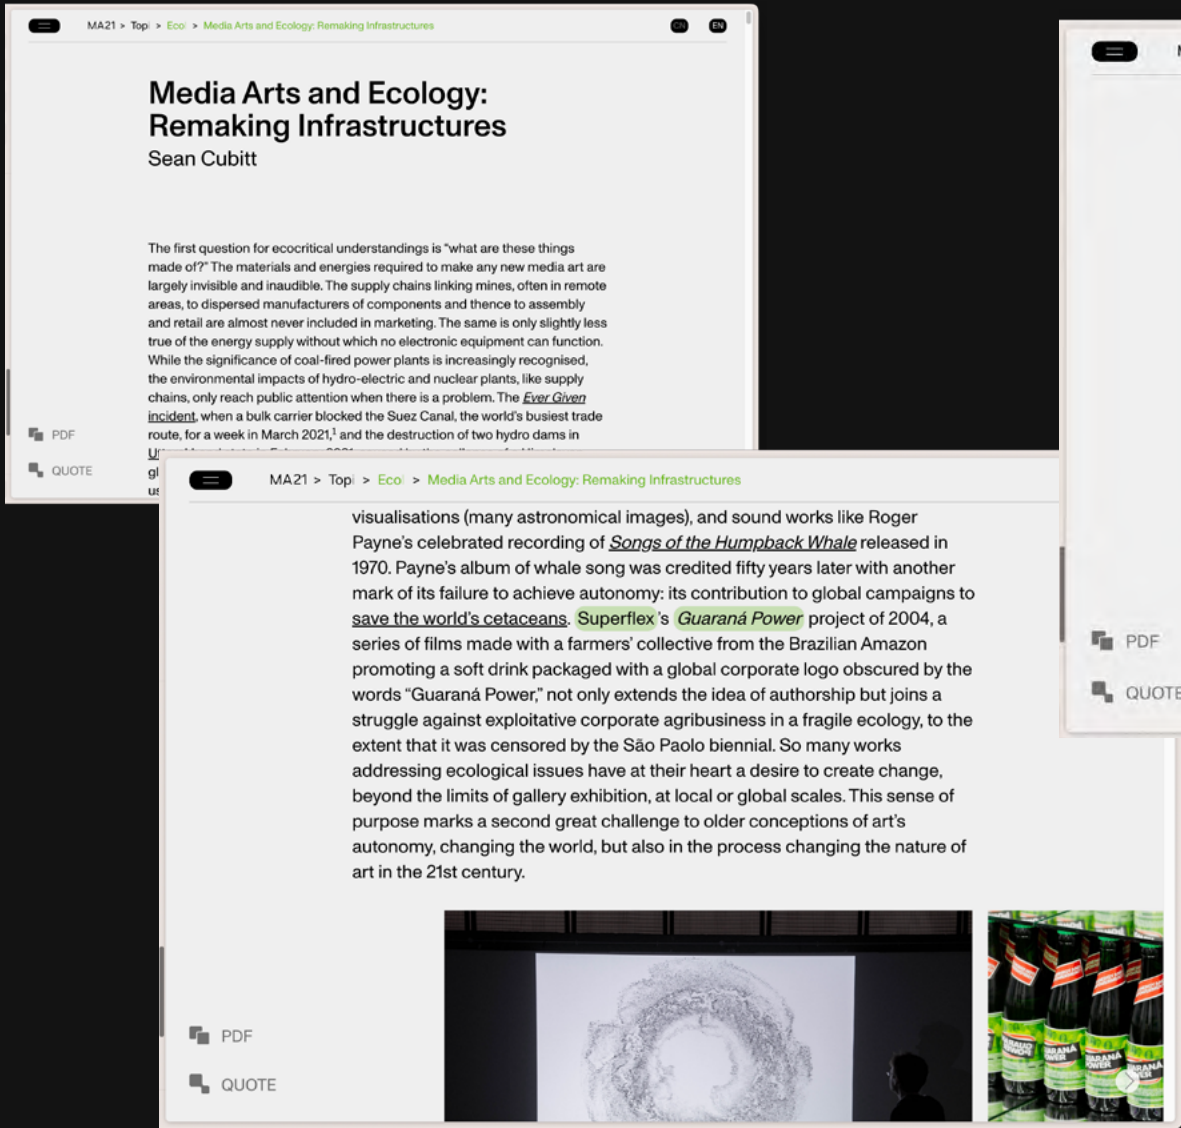 MA21 > Topi > Eco > Media Arts and Ecology: Remaking Infrastructures
CN
EN
Media Arts and Ecology:
Remaking Infrastructures
Sean Cubitt
The first question for ecocritical understandings is “what are these things
made of?” The materials and energies required to make any new media art are
largely invisible and inaudible. The supply chains linking mines, often in remote
areas, to dispersed manufacturers of components and thence to assembly
and retail are almost never included in marketing. The same is only slightly less
true of the energy supply without which no electronic equipment can function.
While the significance of coal-fired power plants is increasingly recognised,
the environmental impacts of hydro-electric and nuclear plants, like supply
chains, only reach public attention when there is a problem. The Ever Given
incident, when a bulk carrier blocked the Suez Canal, the world’s busiest trade
route, for a week in March 2021,¹ and the destruction of two hydro dams in
gl
us
PDF
QUOTE
MA21 > Topi > Eco > Media Arts and Ecology: Remaking Infrastructures
visualisations (many astronomical images), and sound works like Roger
Payne’s celebrated recording of Songs of the Humpback Whale released in
1970. Payne’s album of whale song was credited fifty years later with another
mark of its failure to achieve autonomy: its contribution to global campaigns to
save the world’s cetaceans. Superflex’s Guaraná Power project of 2004, a
series of films made with a farmers’ collective from the Brazilian Amazon
promoting a soft drink packaged with a global corporate logo obscured by the
words “Guaraná Power,” not only extends the idea of authorship but joins a
struggle against exploitative corporate agribusiness in a fragile ecology, to the
extent that it was censored by the São Paolo biennial. So many works
addressing ecological issues have at their heart a desire to create change,
beyond the limits of gallery exhibition, at local or global scales. This sense of
purpose marks a second great challenge to older conceptions of art’s
autonomy, changing the world, but also in the process changing the nature of
art in the 21st century.
PDF
QUOTE
GUARANÁ
POWER
PDF
QUOTE